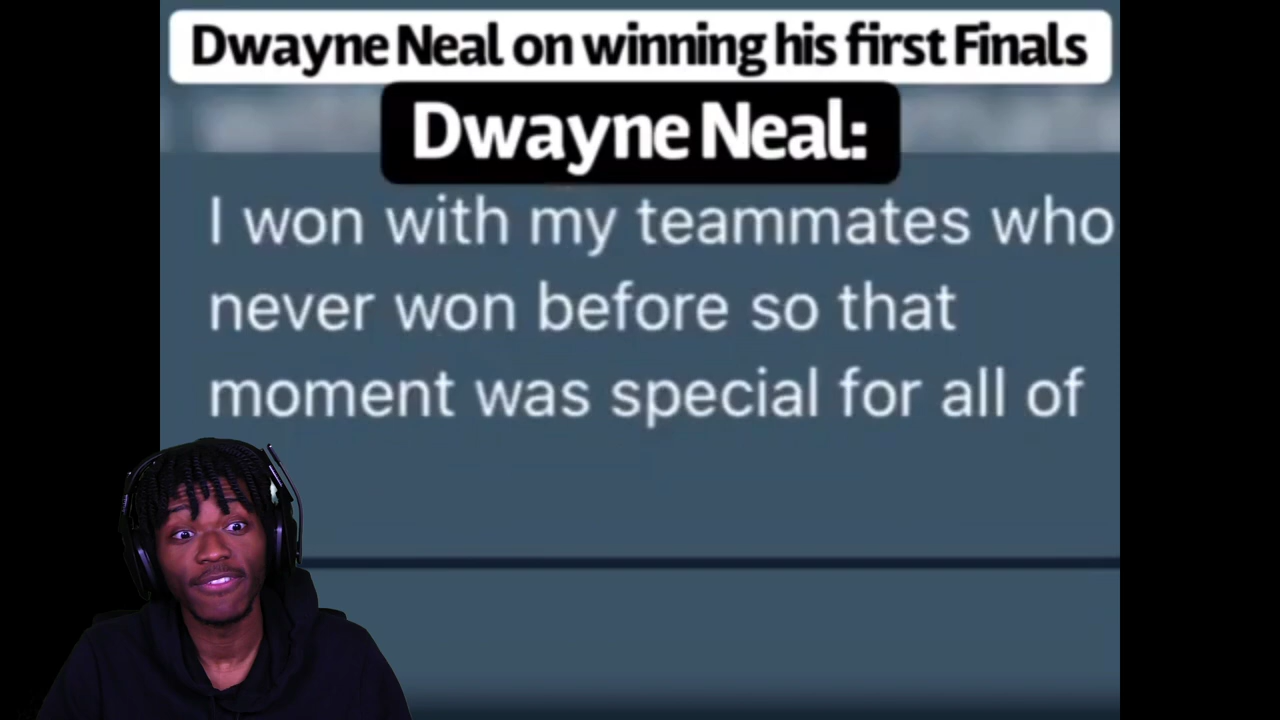 Dwayne Neal on winning his first Finals
Dwayne Neal:
I won with my teammates who
never won before so that
moment was special for all of